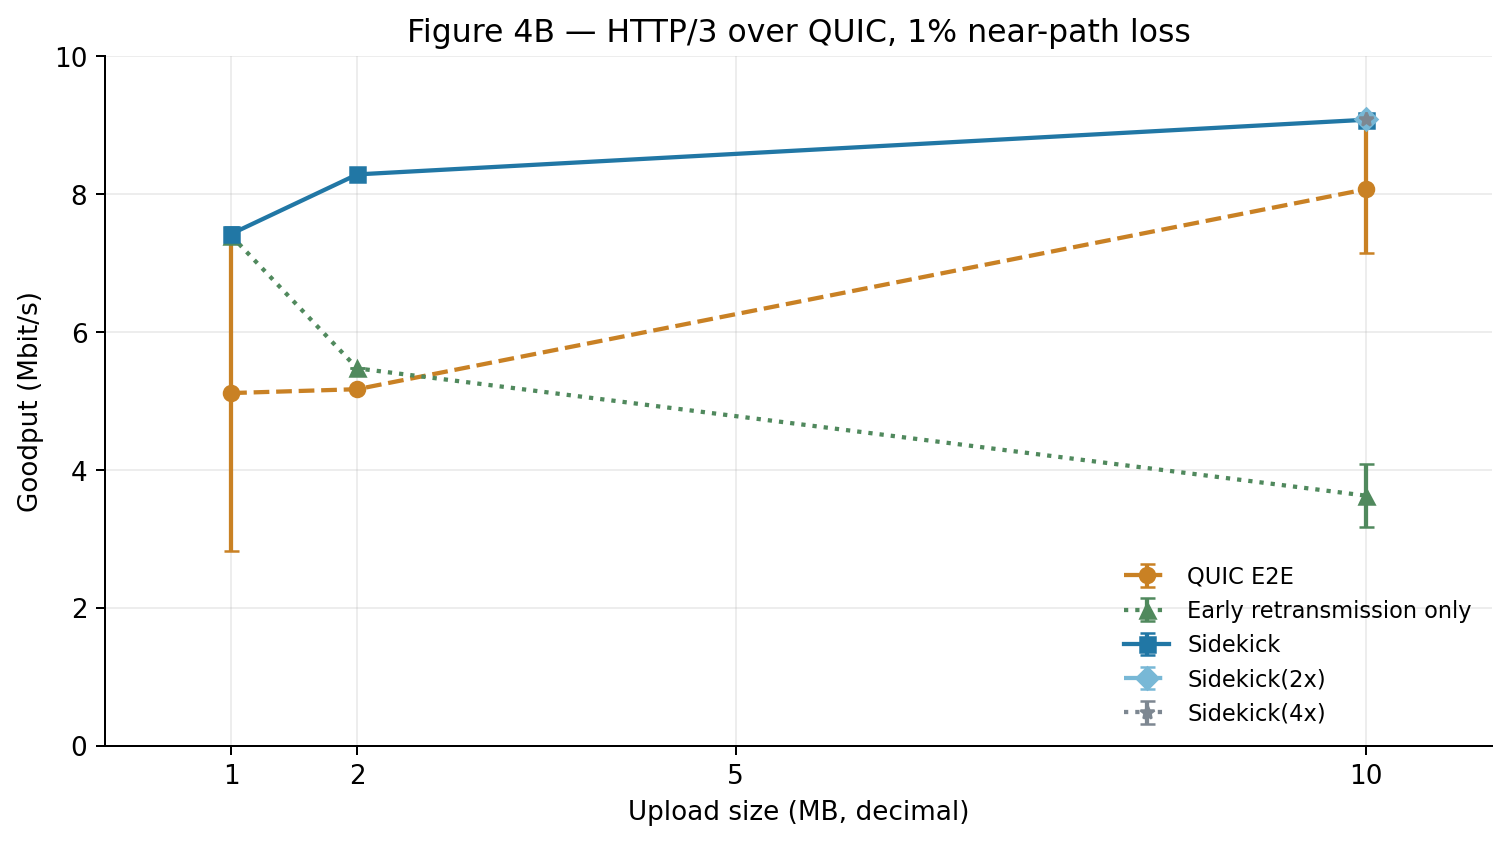 Figure 4B — HTTP/3 over QUIC, 1% near-path loss
Goodput (Mbit/s)
10
8
6
4
2
0
1
2
5
10
Upload size (MB, decimal)
QUIC E2E
Early retransmission only
Sidekick
Sidekick(2x)
Sidekick(4x)